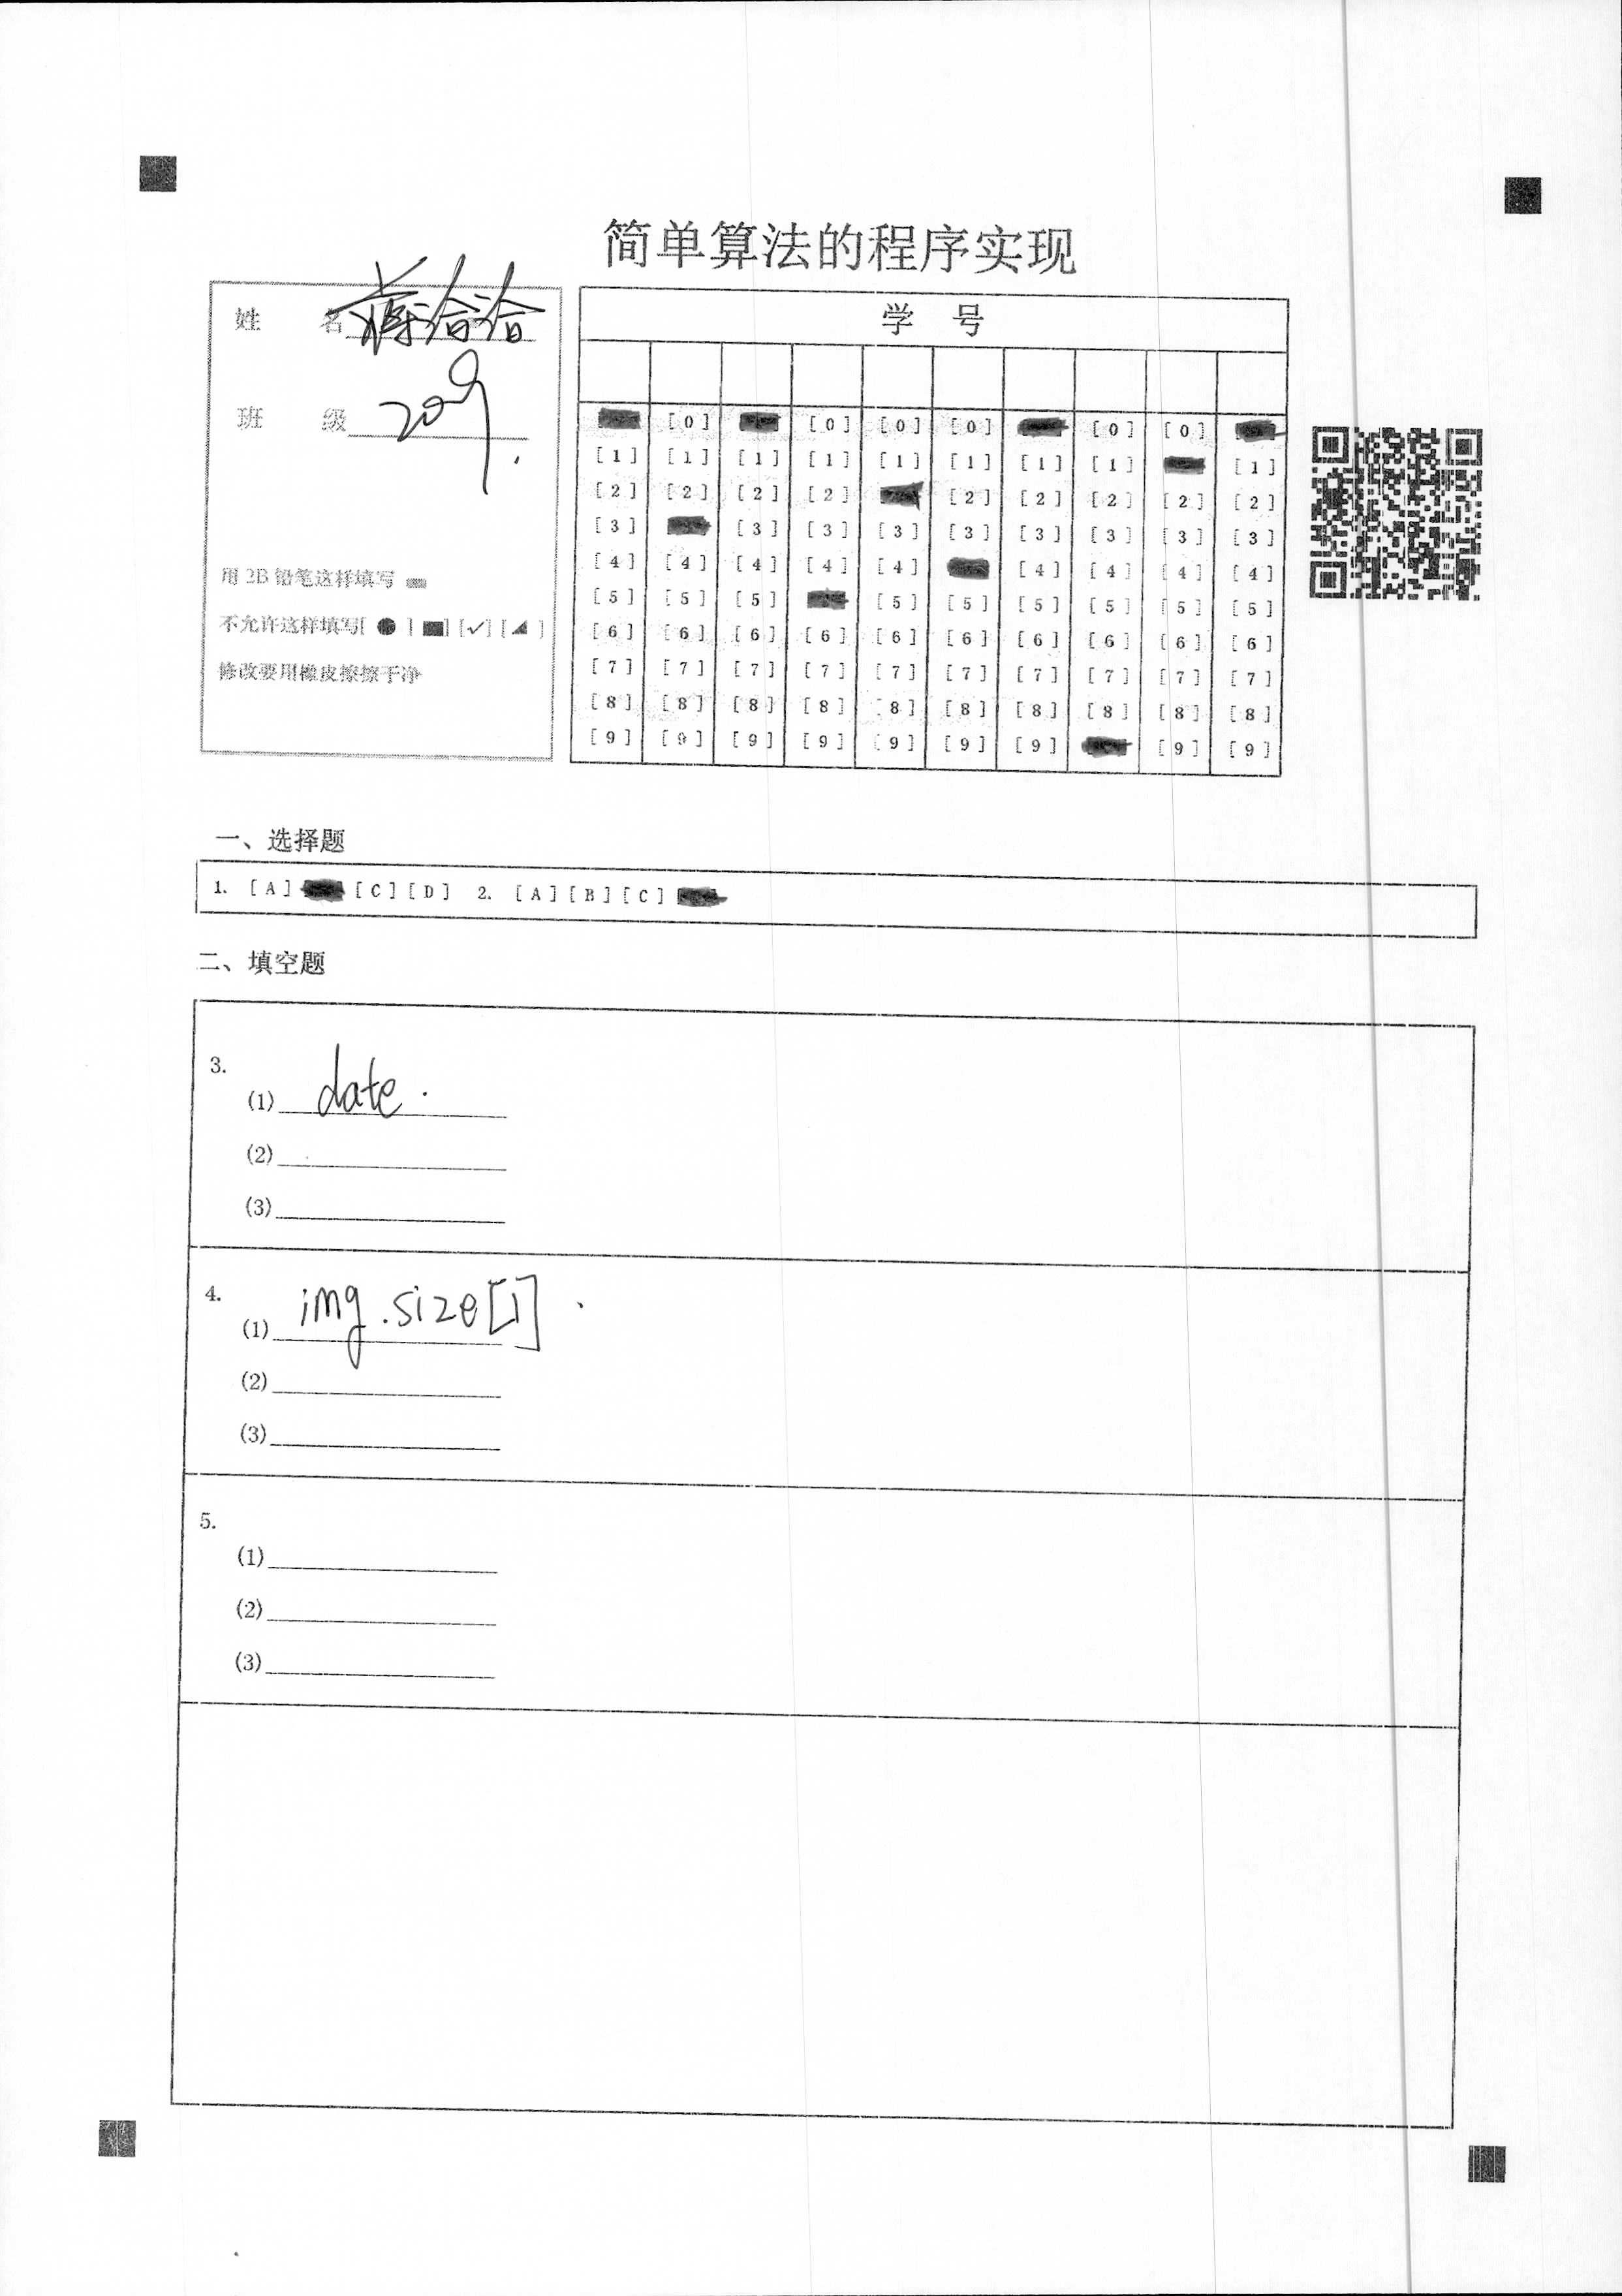 简单算法的程序实现
姓 名 蒋洽洽
班 级 209
用 2B 铅笔这样填写
不允许这样填写[ ● ] [■] [✓] [◢ ]
修改要用橡皮擦擦干净
学 号
[0] [0] [0] [0] [0] [0]
[1] [1] [1] [1] [1] [1] [1] [1] [1]
[2] [2] [2] [2] [2] [2] [2] [2] [2]
[3] [3] [3] [3] [3] [3] [3] [3] [3]
[4] [4] [4] [4] [4] [4] [4] [4] [4]
[5] [5] [5] [5] [5] [5] [5] [5] [5]
[6] [6] [6] [6] [6] [6] [6] [6] [6] [6]
[7] [7] [7] [7] [7] [7] [7] [7] [7] [7]
[8] [8] [8] [8] [8] [8] [8] [8] [8] [8]
[9] [9] [9] [9] [9] [9] [9] [9] [9]
一、选择题
1. [A] [C] [D] 2. [A] [B] [C]
二、填空题
3.
(1) date.
(2)
(3)
4.
(1) img.size[1]
(2)
(3)
5.
(1)
(2)
(3)